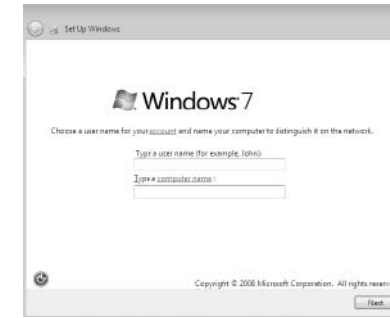 Set Up Windows
Windows 7
Choose a user name for your account and name your computer to distinguish it on the network.
Type a user name (for example, John):
Type a computer name :
Copyright © 2008 Microsoft Corporation. All rights reserv
Next